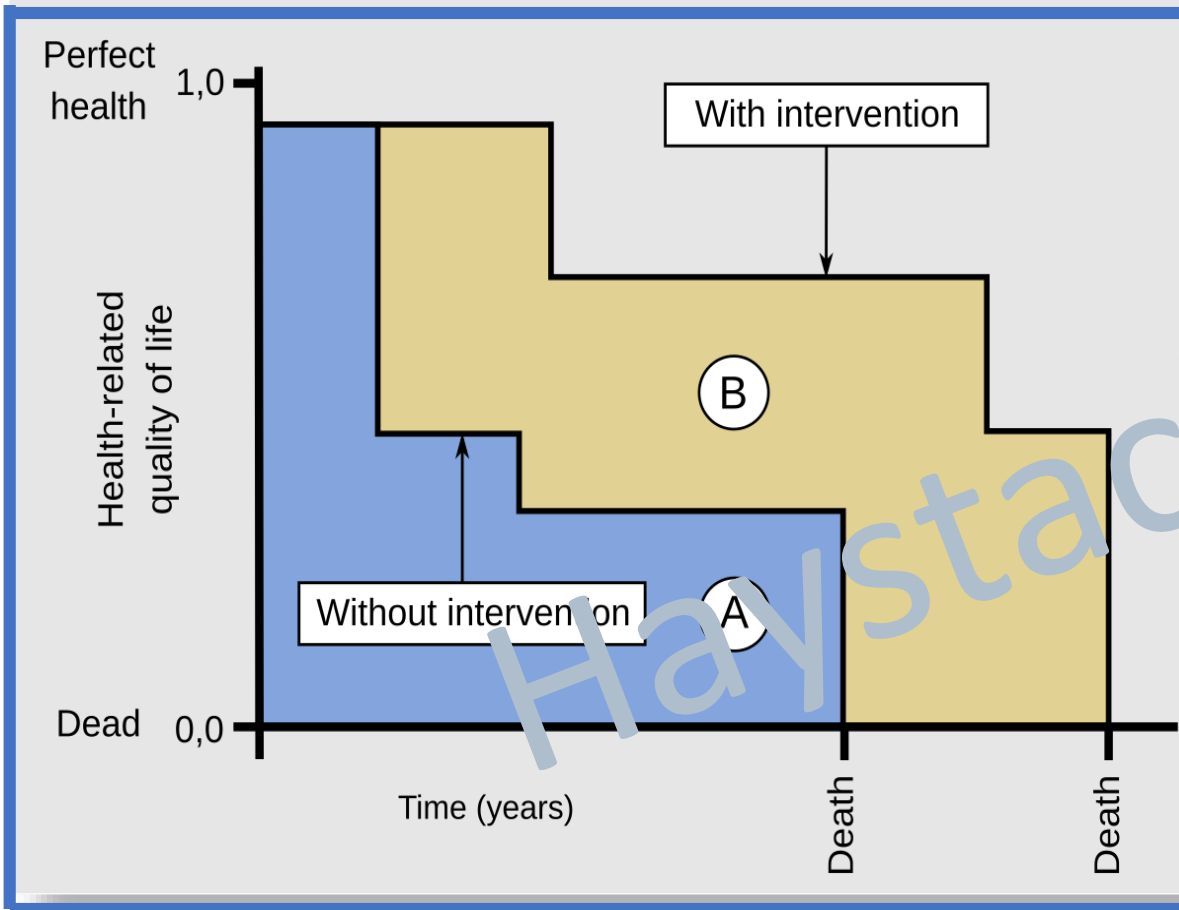 Perfect
health
1,0
With intervention
Health-related
quality of life
B
Without intervention
A
Haystac
Dead
0,0
Time (years)
Death
Death